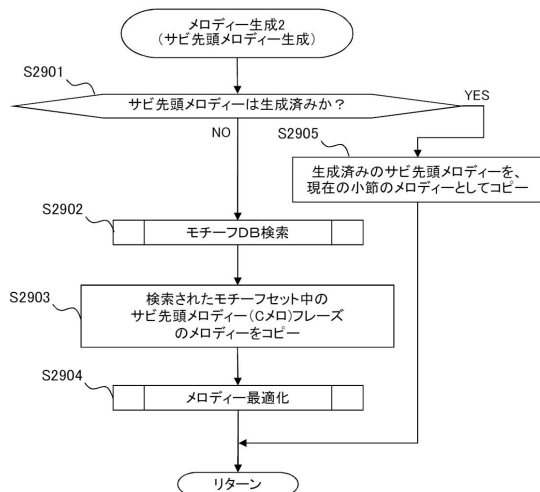 メロディー生成2
(サビ先頭メロディー生成)
S2901
サビ先頭メロディーは生成済みか？
YES
NO
S2905
生成済みのサビ先頭メロディーを、
現在の小節のメロディーとしてコピー
S2902
モチーフDB検索
S2903
検索されたモチーフセット中の
サビ先頭メロディー(Cメロ)フレーズ
のメロディーをコピー
S2904
メロディー最適化
リターン